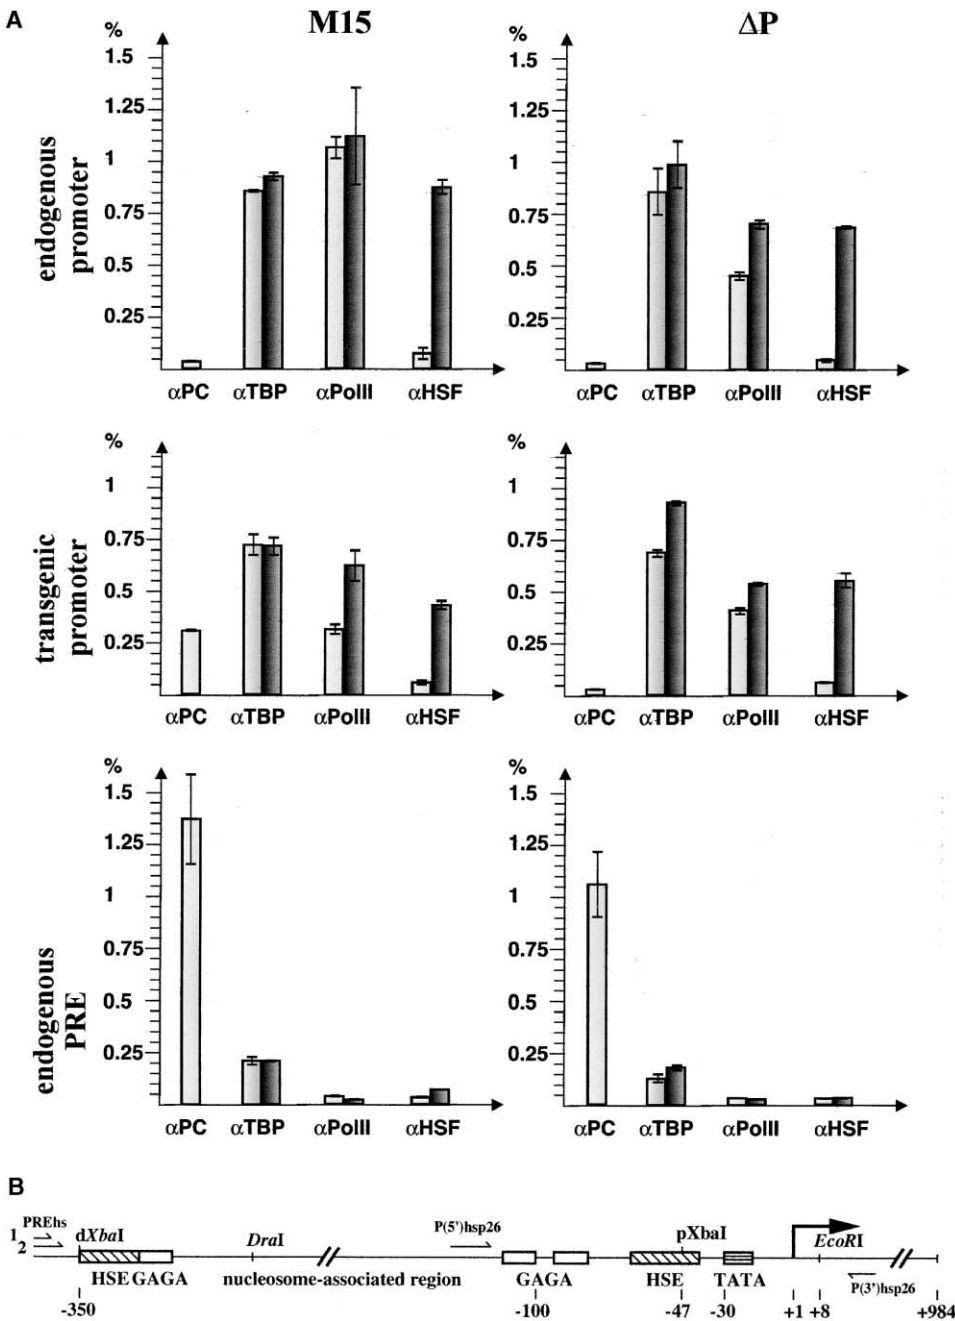 A
M15
ΔP
endogenous
promoter
%
1.5
1.25
1
0.75
0.5
0.25
αPC αTBP αPolII αHSF
%
1.5
1.25
1
0.75
0.5
0.25
αPC αTBP αPolII αHSF
transgenic
promoter
%
1
0.75
0.5
0.25
αPC αTBP αPolII αHSF
%
1
0.75
0.5
0.25
αPC αTBP αPolII αHSF
endogenous
PRE
%
1.5
1.25
1
0.75
0.5
0.25
αPC αTBP αPolII αHSF
%
1.5
1.25
1
0.75
0.5
0.25
αPC αTBP αPolII αHSF
B
PREhs
1
2
dXbaI
DraI
P(5')hsp26
pXbaI
EcoRI
HSE GAGA nucleosome-associated region GAGA HSE TATA P(3')hsp26
-350 -100 -47 -30 +1 +8 +984